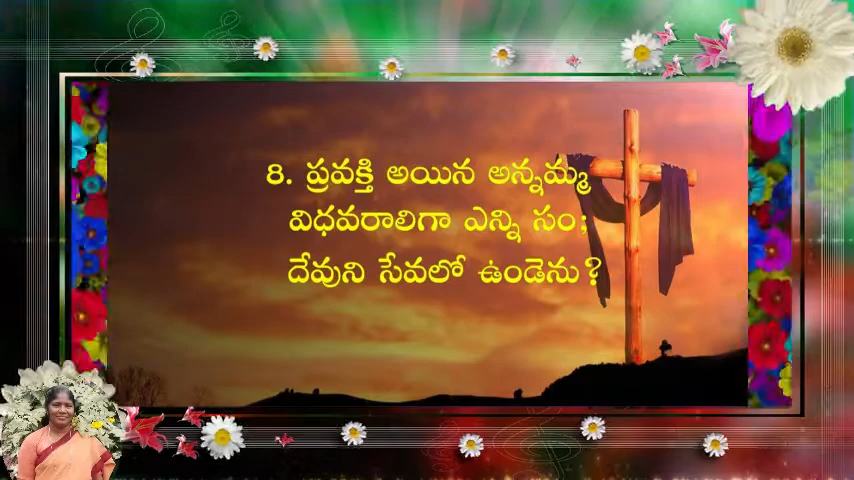 8. ప్రవక్తి అయిన అన్నమ్మ
విధవరాలిగా ఎన్ని సం;
దేవుని సేవలో ఉండెను?